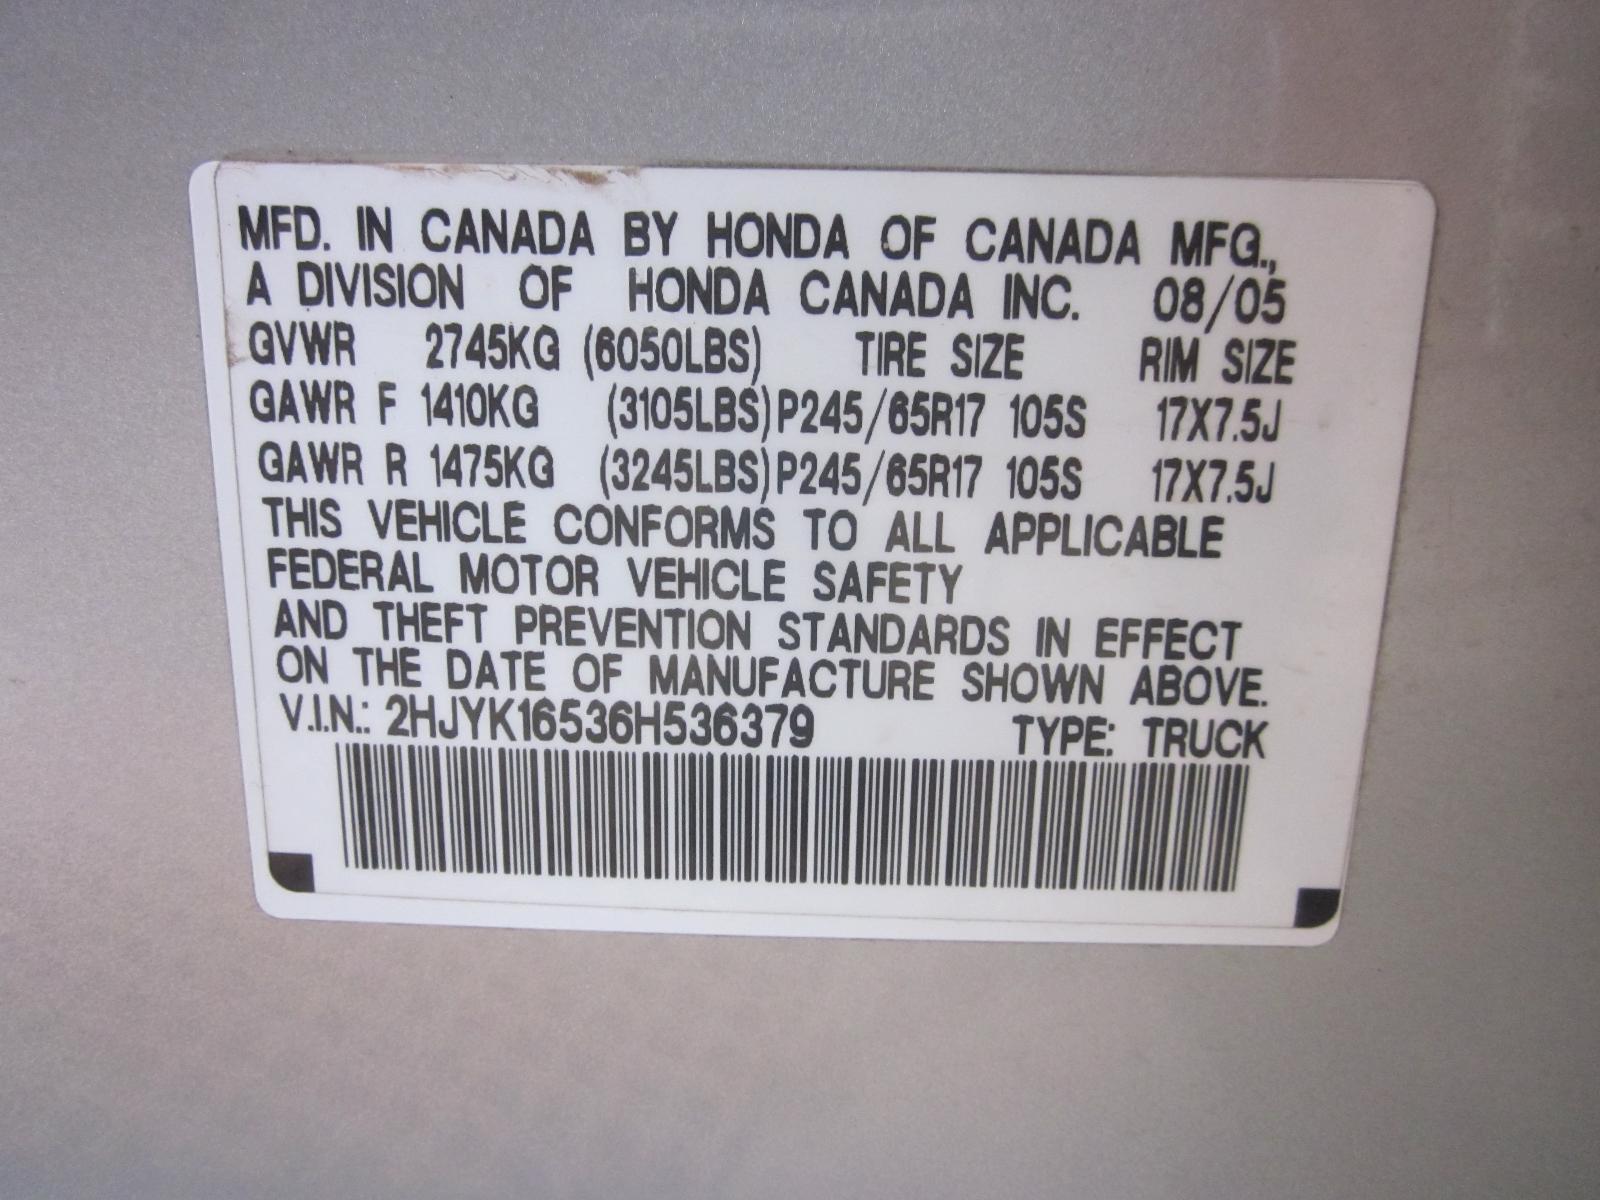 MFD. IN CANADA BY HONDA OF CANADA MFG.,
A DIVISION OF HONDA CANADA INC. 08/05
GVWR 2745KG (6050LBS) TIRE SIZE RIM SIZE
GAWR F 1410KG (3105LBS) P245/65R17 105S 17X7.5J
GAWR R 1475KG (3245LBS) P245/65R17 105S 17X7.5J
THIS VEHICLE CONFORMS TO ALL APPLICABLE
FEDERAL MOTOR VEHICLE SAFETY
AND THEFT PREVENTION STANDARDS IN EFFECT
ON THE DATE OF MANUFACTURE SHOWN ABOVE.
V.I.N.: 2HJYK16536H536379 TYPE: TRUCK